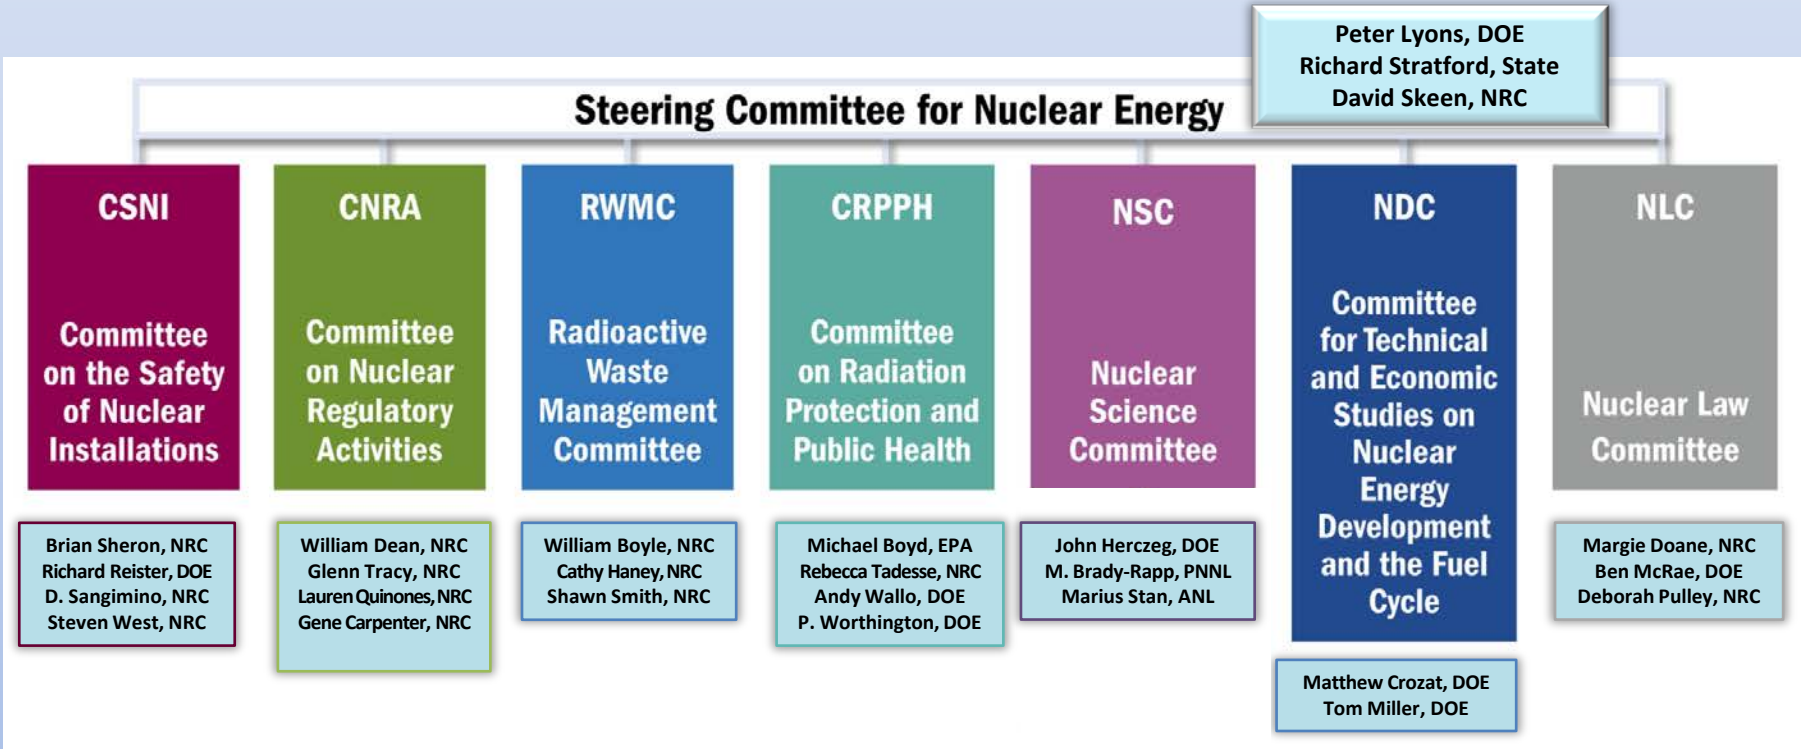 Peter Lyons, DOE
Richard Stratford, State
David Skeen, NRC
Steering Committee for Nuclear Energy
CSNI
Committee
on the Safety
of Nuclear
Installations
CNRA
Committee
on Nuclear
Regulatory
Activities
RWMC
Radioactive
Waste
Management
Committee
CRPPH
Committee
on Radiation
Protection and
Public Health
NSC
Nuclear
Science
Committee
NDC
Committee
for Technical
and Economic
Studies on
Nuclear
Energy
Development
and the Fuel
Cycle
NLC
Nuclear Law
Committee
Brian Sheron, NRC
Richard Reister, DOE
D. Sangimino, NRC
Steven West, NRC
William Dean, NRC
Glenn Tracy, NRC
Lauren Quinones, NRC
Gene Carpenter, NRC
William Boyle, NRC
Cathy Haney, NRC
Shawn Smith, NRC
Michael Boyd, EPA
Rebecca Tadesse, NRC
Andy Wallo, DOE
P. Worthington, DOE
John Herczeg, DOE
M. Brady-Rapp, PNNL
Marius Stan, ANL
Matthew Crozat, DOE
Tom Miller, DOE
Margie Doane, NRC
Ben McRae, DOE
Deborah Pulley, NRC